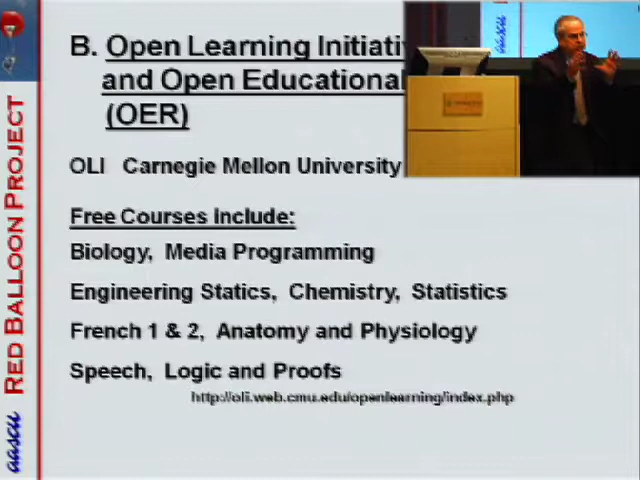 B. Open Learning Initiativ
and Open Educational
(OER)
OLI Carnegie Mellon University
Free Courses Include:
Biology, Media Programming
Engineering Statics, Chemistry, Statistics
French 1 & 2, Anatomy and Physiology
Speech, Logic and Proofs
http://oli.web.cmu.edu/openlearning/index.php
aascu RED BALLOON PROJECT